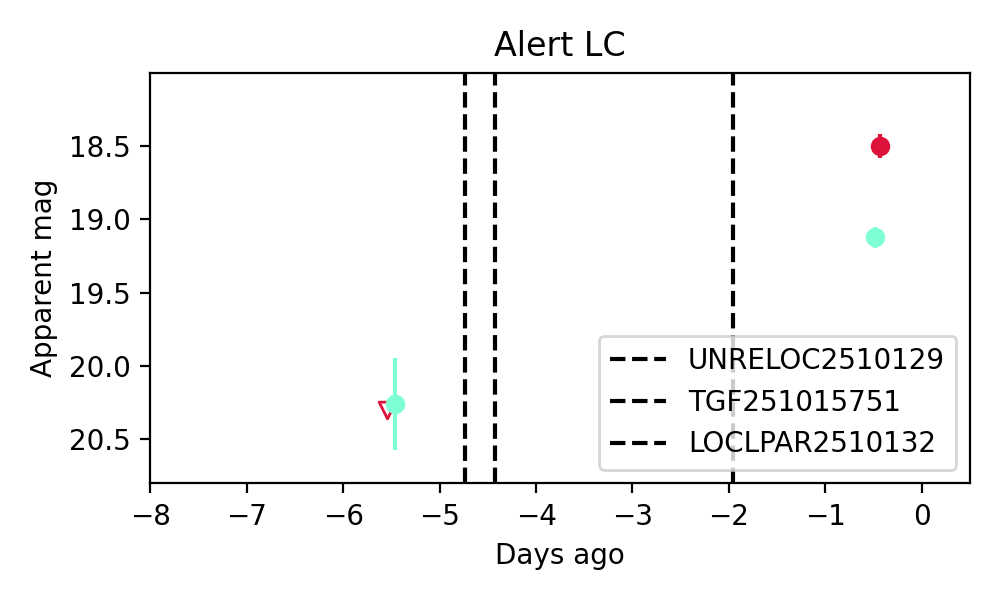 Alert LC
Apparent mag
18.5
19.0
19.5
20.0
20.5
UNRELOC2510129
TGF251015751
LOCLPAR2510132
−8 −7 −6 −5 −4 −3 −2 −1 0
Days ago